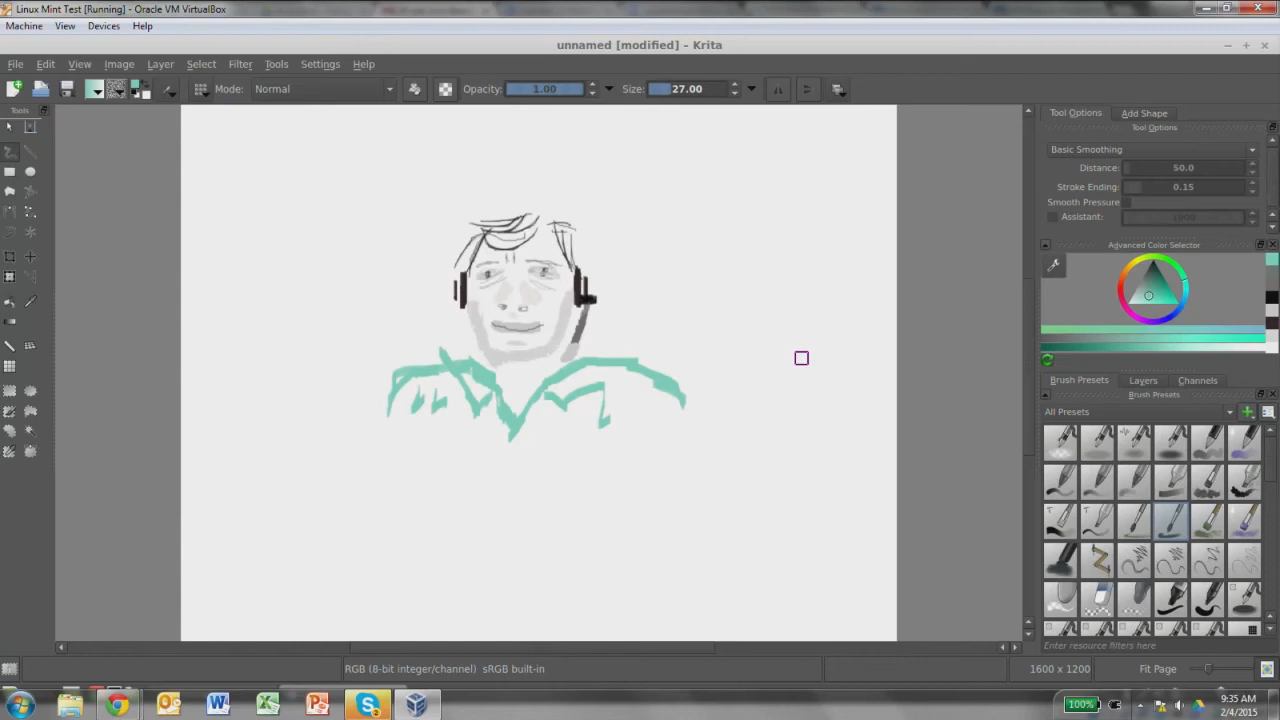 Linux Mint Test [Running] - Oracle VM VirtualBox
Machine View Devices Help
unnamed [modified] – Krita
File Edit View Image Layer Select Filter Tools Settings Help
Mode: Normal Opacity: 1.00 Size: 27.00
Tools
Tool Options Add Shape
Tool Options
Basic Smoothing
Distance: 50.0
Stroke Ending: 0.15
Smooth Pressure
Assistant: 1000
Advanced Color Selector
Brush Presets Layers Channels
Brush Presets
All Presets
Enter resource filters here
RGB (8-bit integer/channel) sRGB built-in 1600 x 1200 Fit Page
100% 9:35 AM
2/4/2015